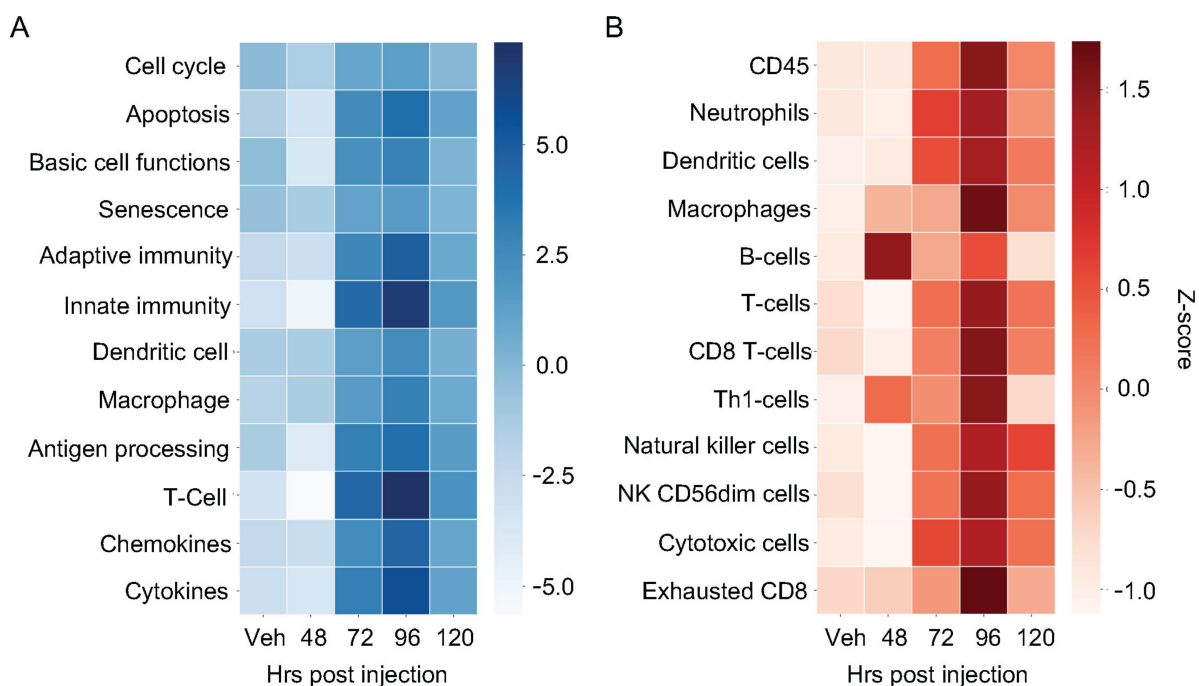 A
Cell cycle
Apoptosis
Basic cell functions
Senescence
Adaptive immunity
Innate immunity
Dendritic cell
Macrophage
Antigen processing
T-Cell
Chemokines
Cytokines
Veh 48 72 96 120
Hrs post injection
5.0
2.5
0.0
−2.5
−5.0
B
CD45
Neutrophils
Dendritic cells
Macrophages
B-cells
T-cells
CD8 T-cells
Th1-cells
Natural killer cells
NK CD56dim cells
Cytotoxic cells
Exhausted CD8
Veh 48 72 96 120
Hrs post injection
1.5
1.0
0.5
0.0
−0.5
−1.0
Z-score